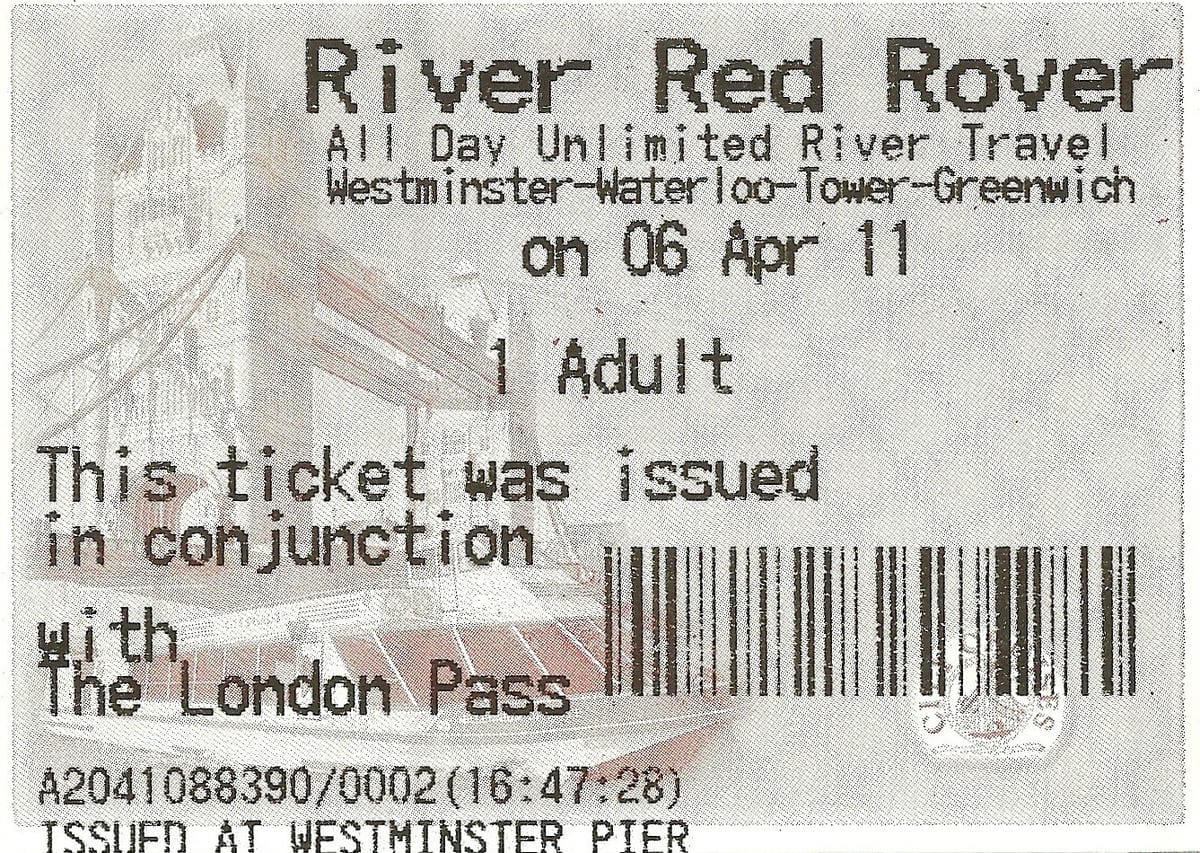 River Red Rover
All Day Unlimited River Travel
Westminster-Waterloo-Tower-Greenwich
on 06 Apr 11
1 Adult
This ticket was issued
in conjunction
with
The London Pass
A2041088390/0002(16:47:28)
ISSUED AT WESTMINSTER PIER